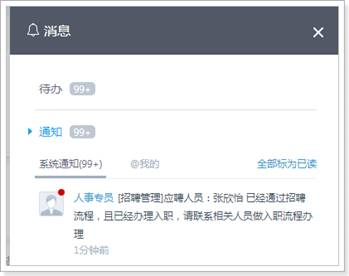 消息
待办 99+
通知 99+
系统通知(99+) @我的 全部标为已读
人事专员 [招聘管理]应聘人员：张欣怡 已经通过招聘
流程，且已经办理入职，请联系相关人员做入职流程办
理
1分钟前